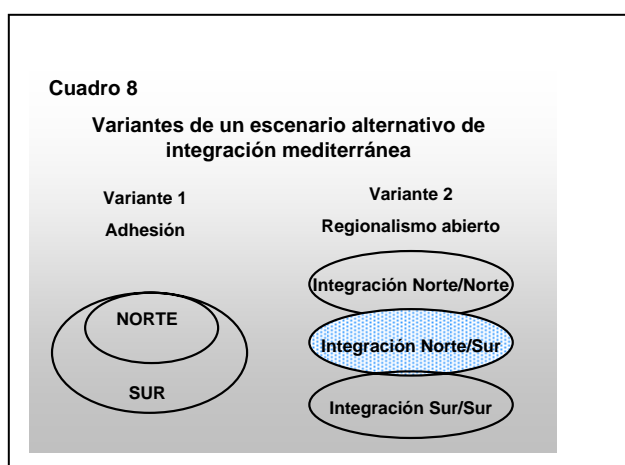 Cuadro 8
Variantes de un escenario alternativo de
integración mediterránea
Variante 1
Adhesión
NORTE
SUR
Variante 2
Regionalismo abierto
Integración Norte/Norte
Integración Norte/Sur
Integración Sur/Sur